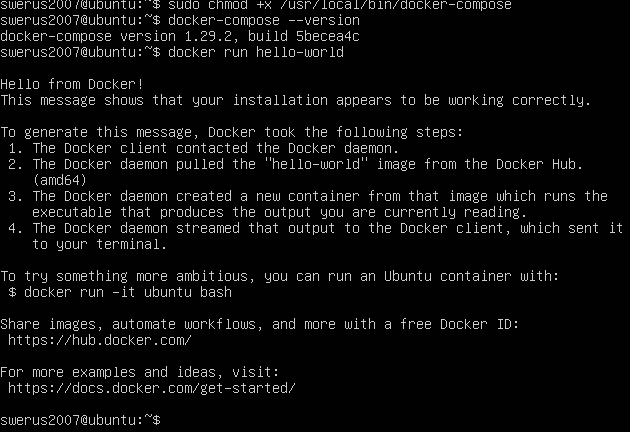 swerus2007@ubuntu:~$ sudo chmod +x /usr/local/bin/docker-compose
swerus2007@ubuntu:~$ docker-compose --version
docker-compose version 1.29.2, build 5becea4c
swerus2007@ubuntu:~$ docker run hello-world

Hello from Docker!
This message shows that your installation appears to be working correctly.

To generate this message, Docker took the following steps:
 1. The Docker client contacted the Docker daemon.
 2. The Docker daemon pulled the "hello-world" image from the Docker Hub.
    (amd64)
 3. The Docker daemon created a new container from that image which runs the
    executable that produces the output you are currently reading.
 4. The Docker daemon streamed that output to the Docker client, which sent it
    to your terminal.

To try something more ambitious, you can run an Ubuntu container with:
 $ docker run -it ubuntu bash

Share images, automate workflows, and more with a free Docker ID:
 https://hub.docker.com/

For more examples and ideas, visit:
 https://docs.docker.com/get-started/

swerus2007@ubuntu:~$